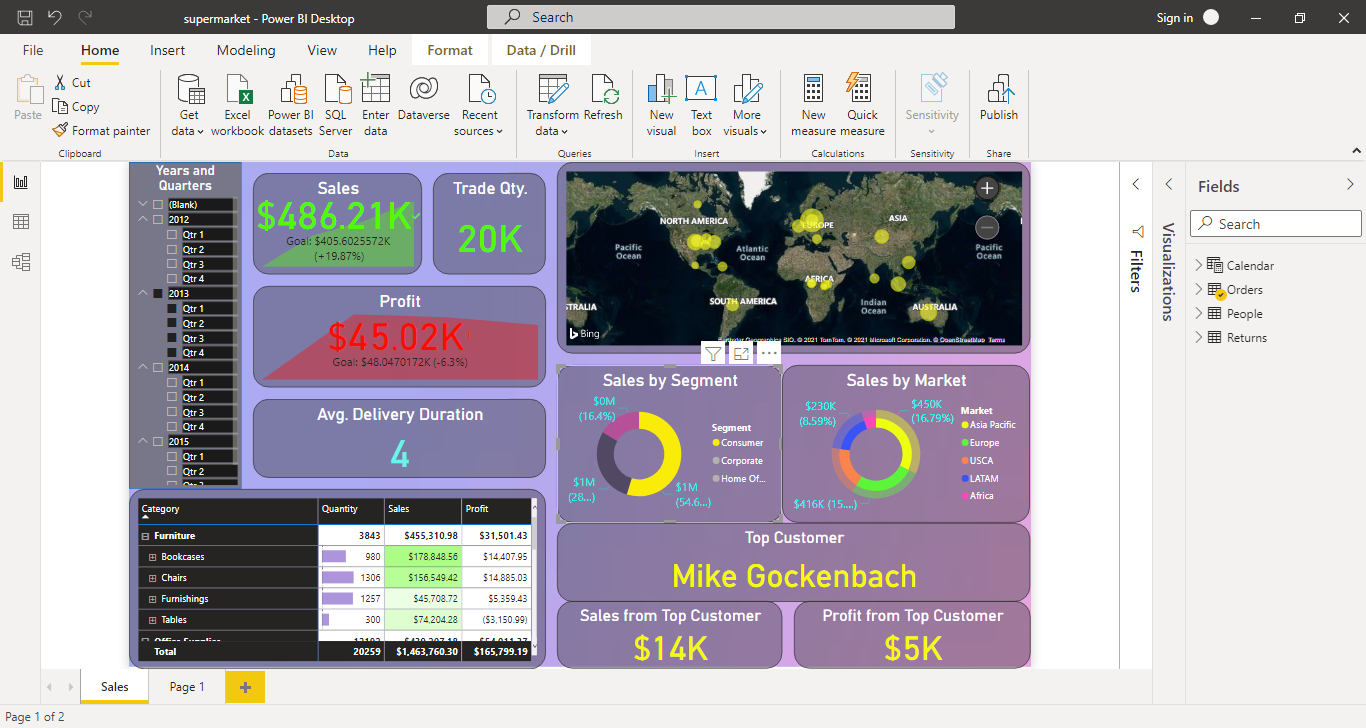 supermarket - Power BI Desktop
Search
Sign in
File
Home
Insert
Modeling
View
Help
Format
Data / Drill
Paste
Cut
Copy
Format painter
Clipboard
Get
data
Excel
workbook
Power BI
datasets
SQL
Server
Enter
data
Dataverse
Recent
sources
Data
Transform
data
Refresh
Queries
New
visual
Text
box
More
visuals
Insert
New
measure
Quick
measure
Calculations
Sensitivity
Sensitivity
Publish
Share
Years and
Quarters
(Blank)
2012
Qtr 1
Qtr 2
Qtr 3
Qtr 4
2013
Qtr 1
Qtr 2
Qtr 3
Qtr 4
2014
Qtr 1
Qtr 2
Qtr 3
Qtr 4
2015
Qtr 1
Qtr 2
Sales
$486.21K
Goal: $405.6025572K
(+19.87%)
Trade Qty.
20K
Profit
$45.02K!
Goal: $48.0470172K (-6.3%)
Avg. Delivery Duration
4
Category Quantity Sales Profit
Furniture 3843 $455,310.98 $31,501.43
Bookcases 980 $178,848.56 $14,407.95
Chairs 1306 $156,549.42 $14,885.03
Furnishings 1257 $45,708.72 $5,359.43
Tables 300 $74,204.28 ($3,150.99)
Total 20259 $1,463,760.30 $165,799.19
NORTH AMERICA
EUROPE
ASIA
Pacific
Ocean
Atlantic
Ocean
Pacific
Ocean
AFRICA
STRALIA
SOUTH AMERICA
Indian
Ocean
AUSTRALIA
Bing
© 2021 TomTom, © 2021 Microsoft Corporation, © OpenStreetMap Terms
Sales by Segment
$0M
(16.4%)
$1M
(28...)
$1M
(54.6...)
Segment
Consumer
Corporate
Home Of...
Sales by Market
$230K
(8.59%)
$450K
(16.79%)
$416K (15....)
Market
Asia Pacific
Europe
USCA
LATAM
Africa
Top Customer
Mike Gockenbach
Sales from Top Customer
$14K
Profit from Top Customer
$5K
Filters
Visualizations
Fields
Search
Calendar
Orders
People
Returns
Sales
Page 1
Page 1 of 2